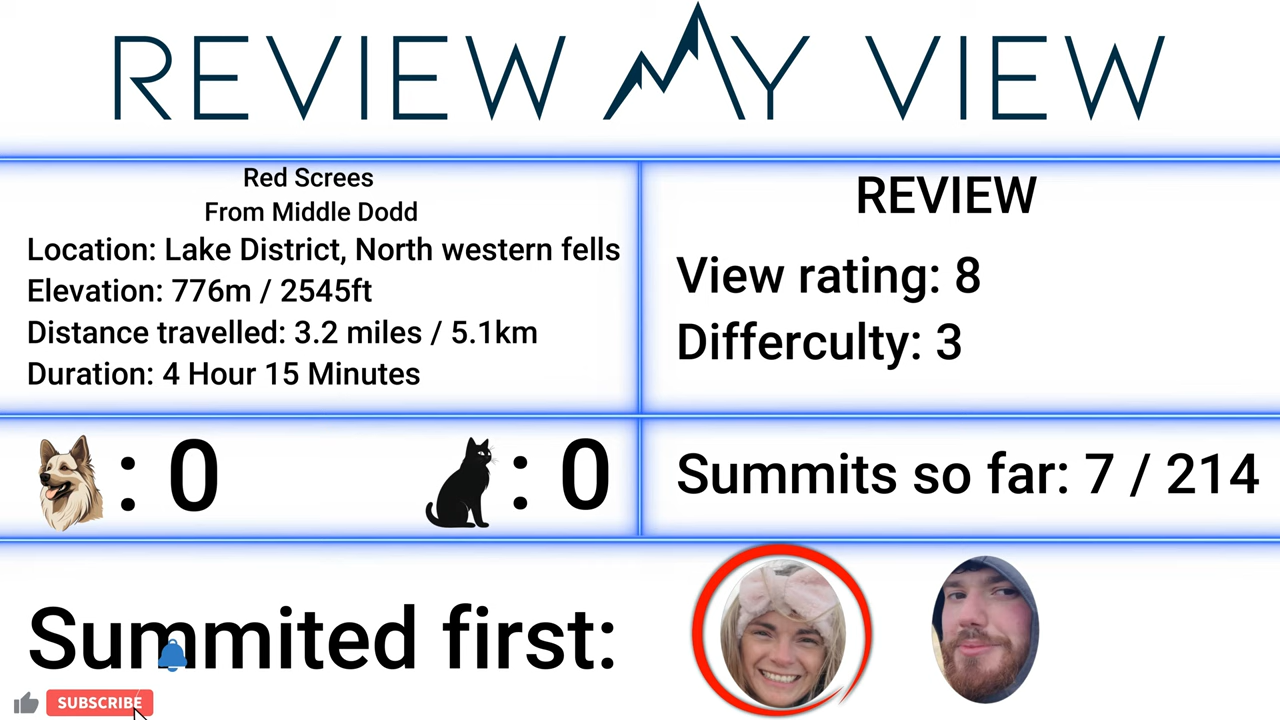 REVIEW MY VIEW
Red Screes
From Middle Dodd
Location: Lake District, North western fells
Elevation: 776m / 2545ft
Distance travelled: 3.2 miles / 5.1km
Duration: 4 Hour 15 Minutes
REVIEW
View rating: 8
Differculty: 3
: 0
: 0
Summits so far: 7 / 214
Summited first:
SUBSCRIBE